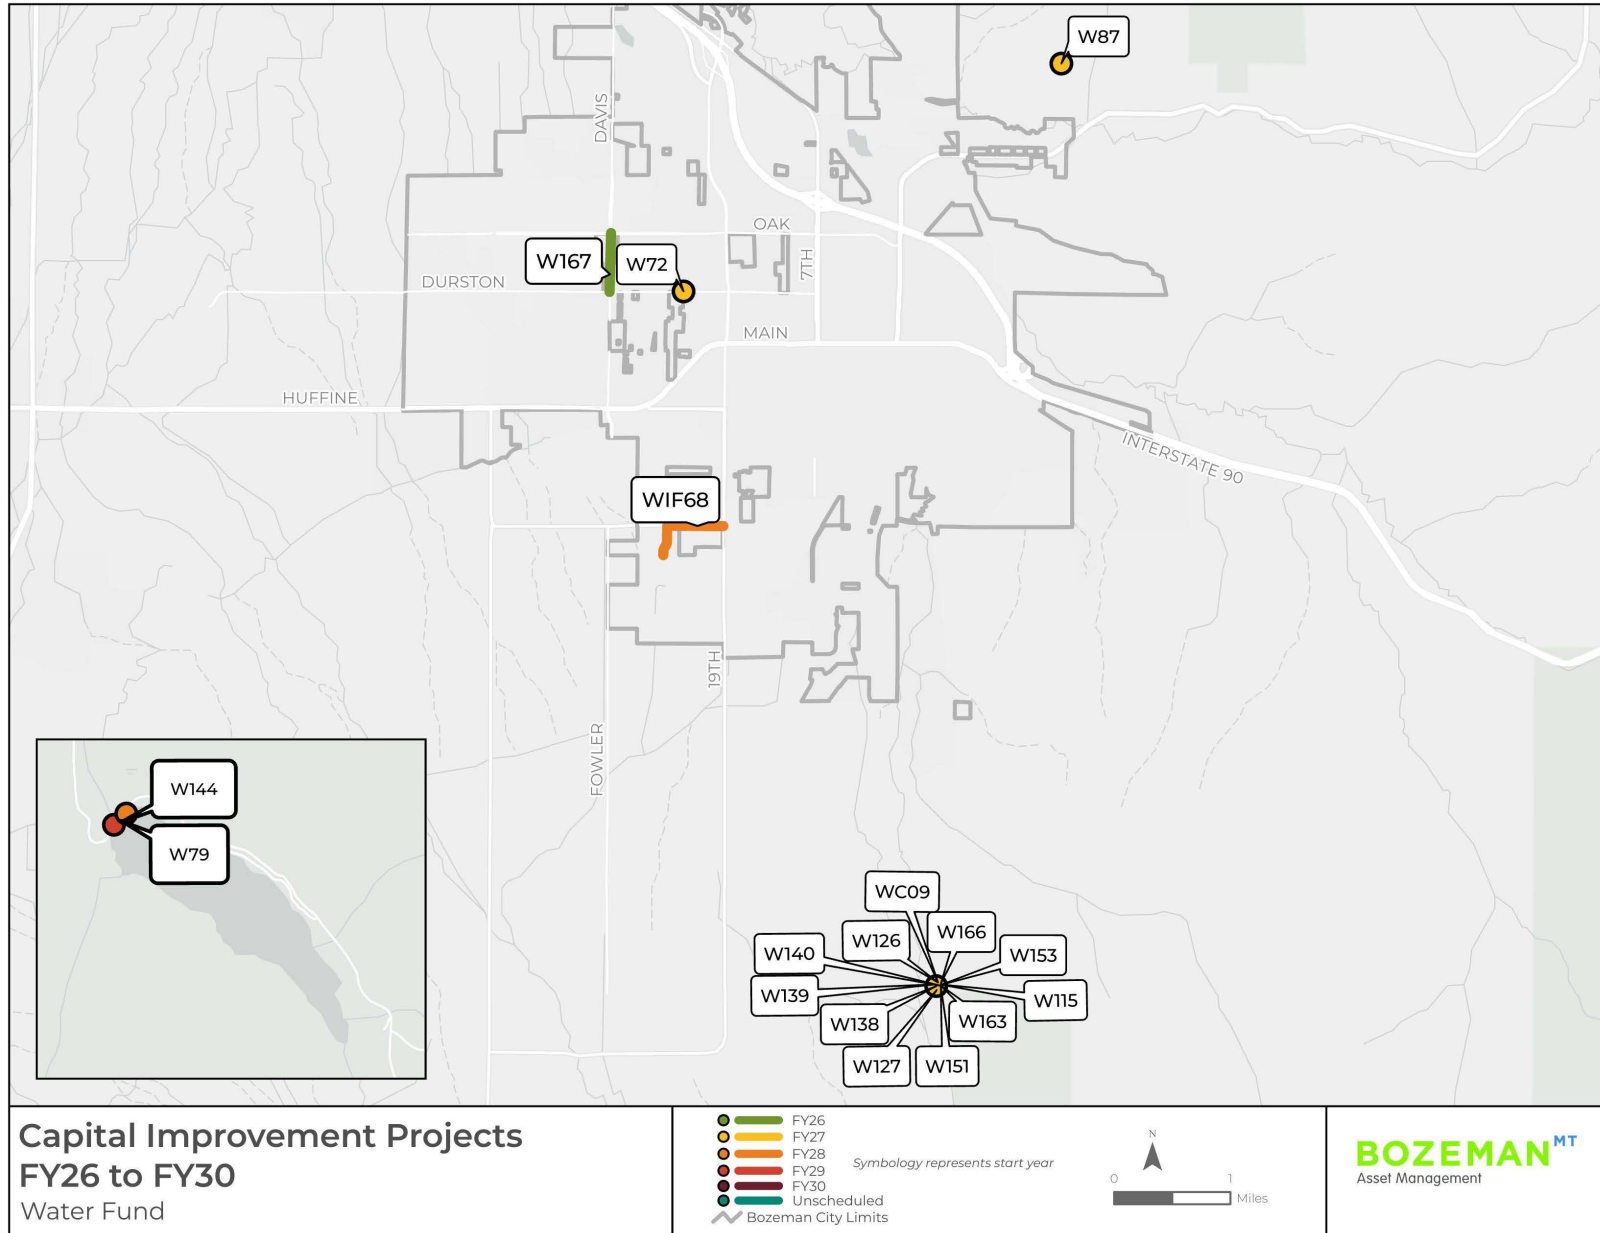 W87
DAVIS
OAK
W167
W72
7TH
DURSTON
MAIN
HUFFINE
INTERSTATE 90
WIF68
19TH
FOWLER
W144
W79
WC09
W126
W166
W140
W153
W139
W115
W138
W163
W127
W151
Capital Improvement Projects
FY26 to FY30
Water Fund
FY26
FY27
FY28
FY29
FY30
Unscheduled
Bozeman City Limits
Symbology represents start year
N
0 1
Miles
BOZEMAN MT
Asset Management